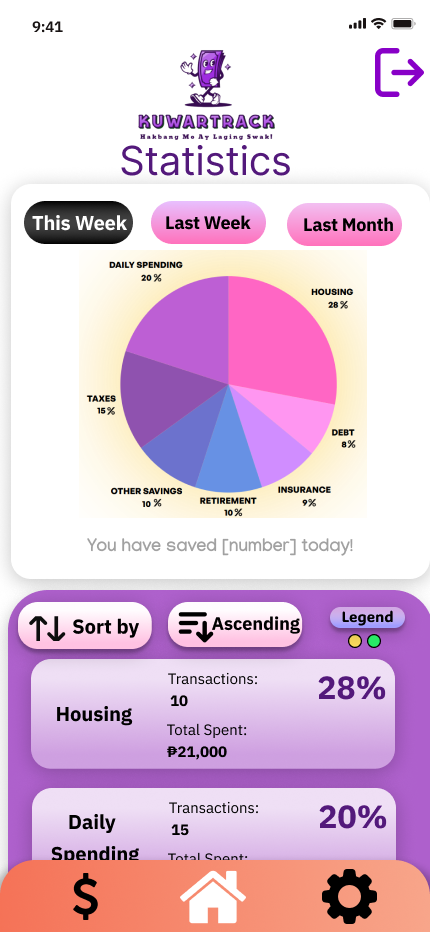 9:41
KUWARTRACK
Hakbang Mo Ay Laging Swak!
Statistics
This Week
Last Week
Last Month
DAILY SPENDING
20 %
HOUSING
28 %
TAXES
15 %
DEBT
8%
OTHER SAVINGS
10 %
RETIREMENT
10 %
INSURANCE
9%
You have saved [number] today!
Sort by
Ascending
Legend
Housing
Transactions:
10
28%
Total Spent:
₱21,000
Daily
Spending
Transactions:
15
20%
Total Spent: